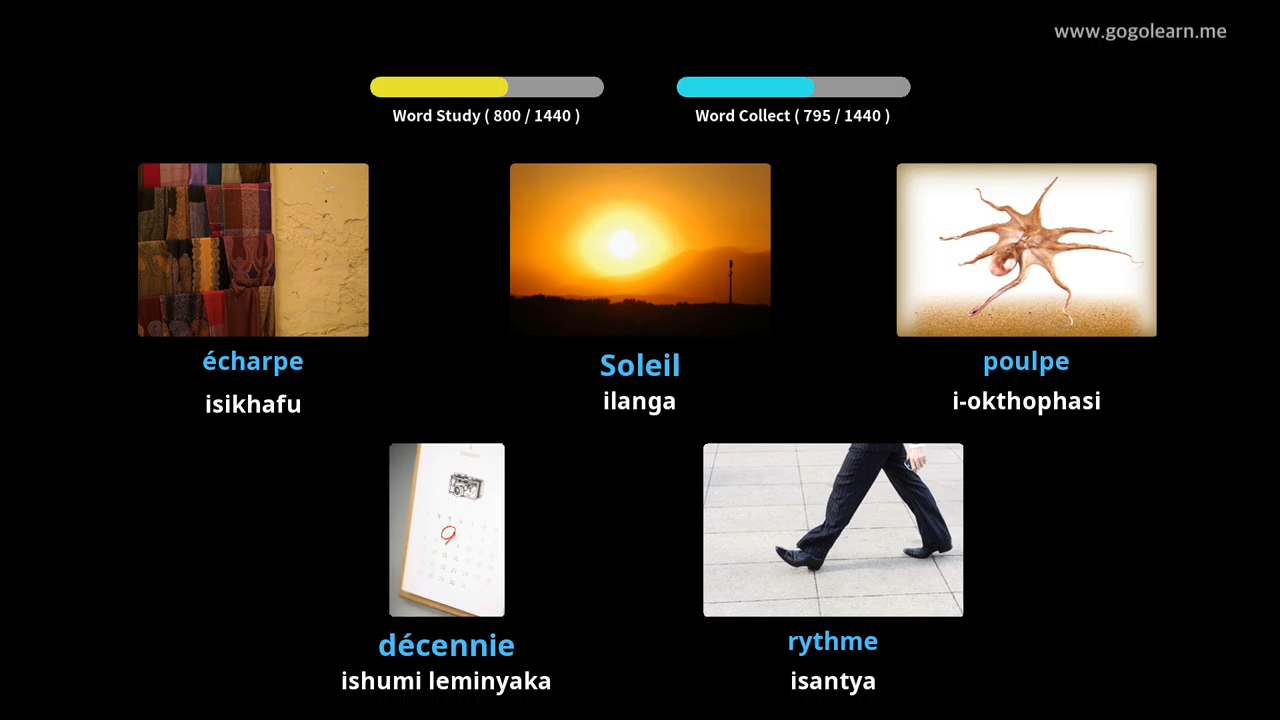 www.gogolearn.me
Word Study ( 800 / 1440 )
Word Collect ( 795 / 1440 )
écharpe
isikhafu
Soleil
ilanga
poulpe
i-okthophasi
décennie
ishumi leminyaka
rythme
isantya